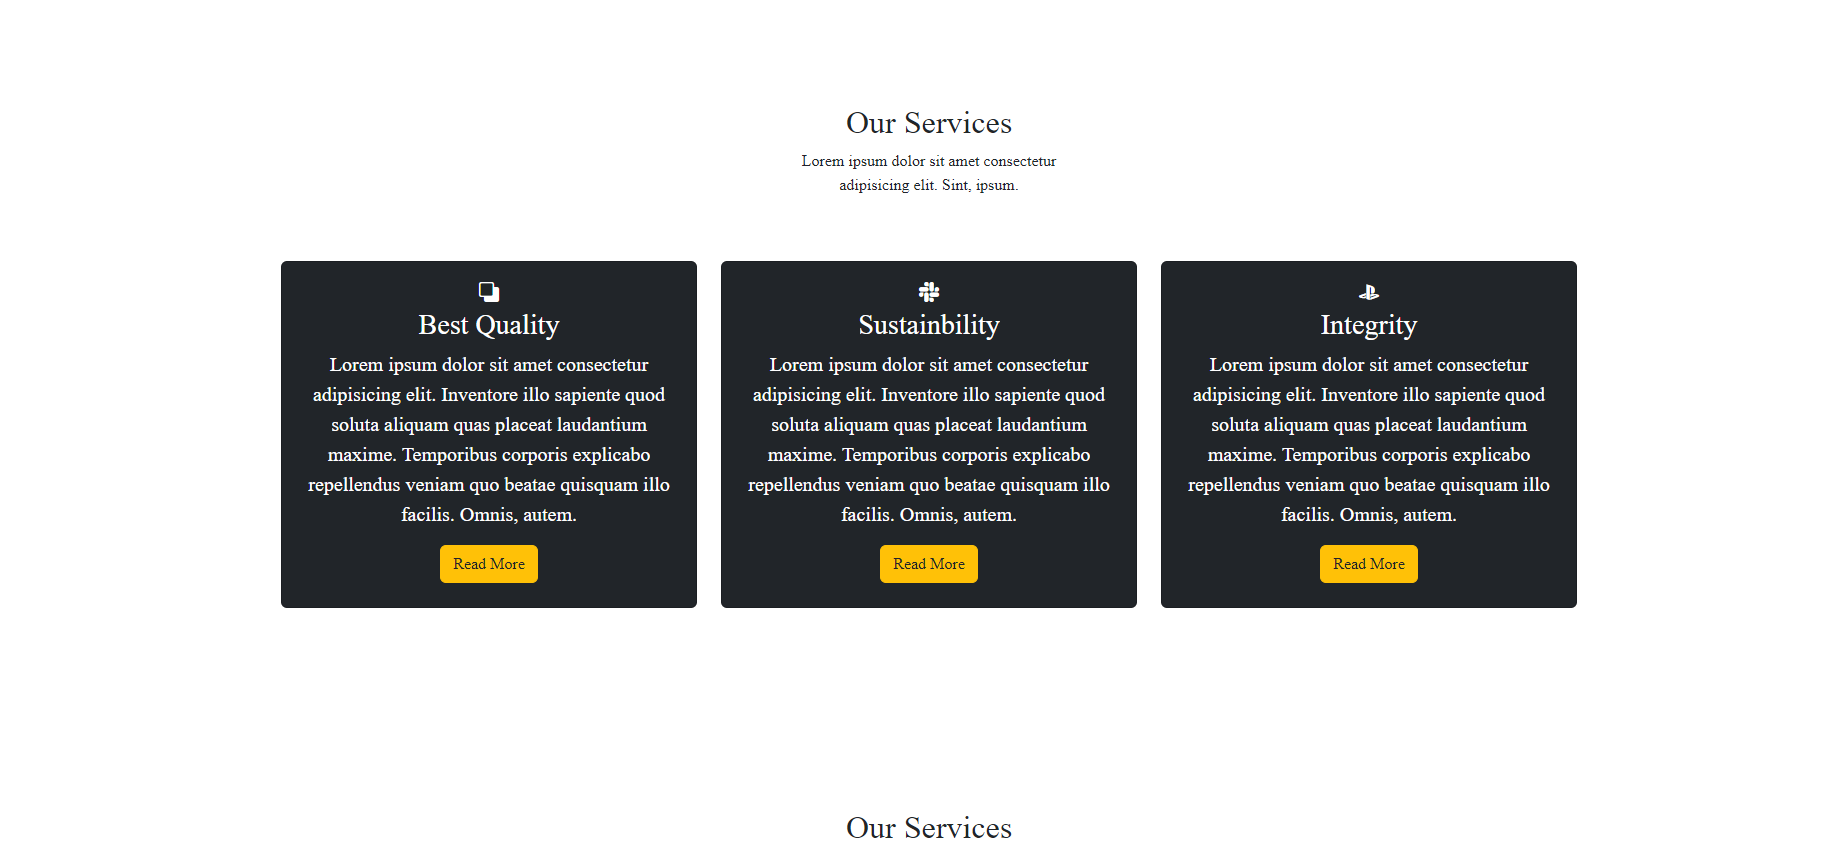 Our Services
Lorem ipsum dolor sit amet consectetur
adipisicing elit. Sint, ipsum.
Best Quality
Lorem ipsum dolor sit amet consectetur
adipisicing elit. Inventore illo sapiente quod
soluta aliquam quas placeat laudantium
maxime. Temporibus corporis explicabo
repellendus veniam quo beatae quisquam illo
facilis. Omnis, autem.
Read More
Sustainbility
Lorem ipsum dolor sit amet consectetur
adipisicing elit. Inventore illo sapiente quod
soluta aliquam quas placeat laudantium
maxime. Temporibus corporis explicabo
repellendus veniam quo beatae quisquam illo
facilis. Omnis, autem.
Read More
Integrity
Lorem ipsum dolor sit amet consectetur
adipisicing elit. Inventore illo sapiente quod
soluta aliquam quas placeat laudantium
maxime. Temporibus corporis explicabo
repellendus veniam quo beatae quisquam illo
facilis. Omnis, autem.
Read More
Our Services